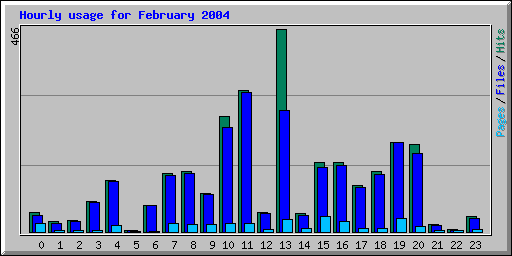 Hourly usage for February 2004
466
Pages / Files / Hits
0 1 2 3 4 5 6 7 8 9 10 11 12 13 14 15 16 17 18 19 20 21 22 23